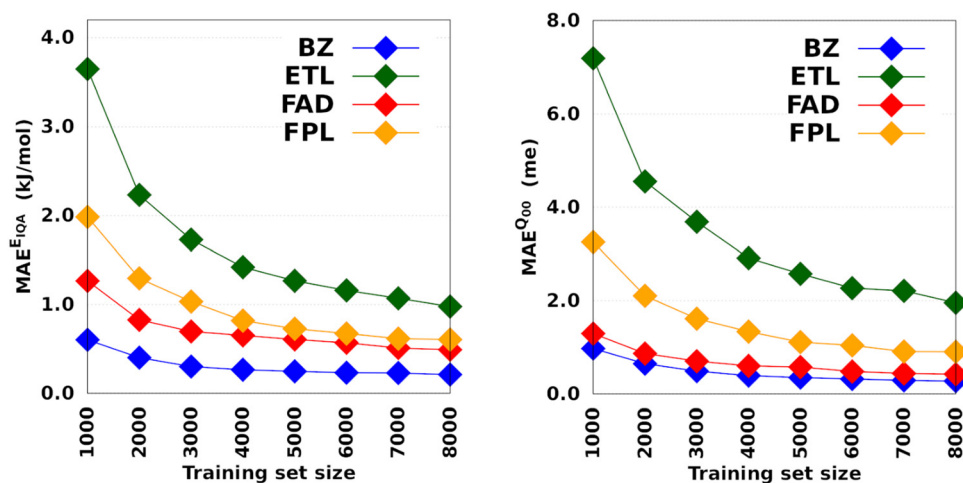 4.0
3.0
2.0
1.0
0.0
MAE^E_IQA (kJ/mol)
BZ
ETL
FAD
FPL
1000
2000
3000
4000
5000
6000
7000
8000
Training set size
8.0
6.0
4.0
2.0
0.0
MAE^Q_00 (me)
BZ
ETL
FAD
FPL
1000
2000
3000
4000
5000
6000
7000
8000
Training set size